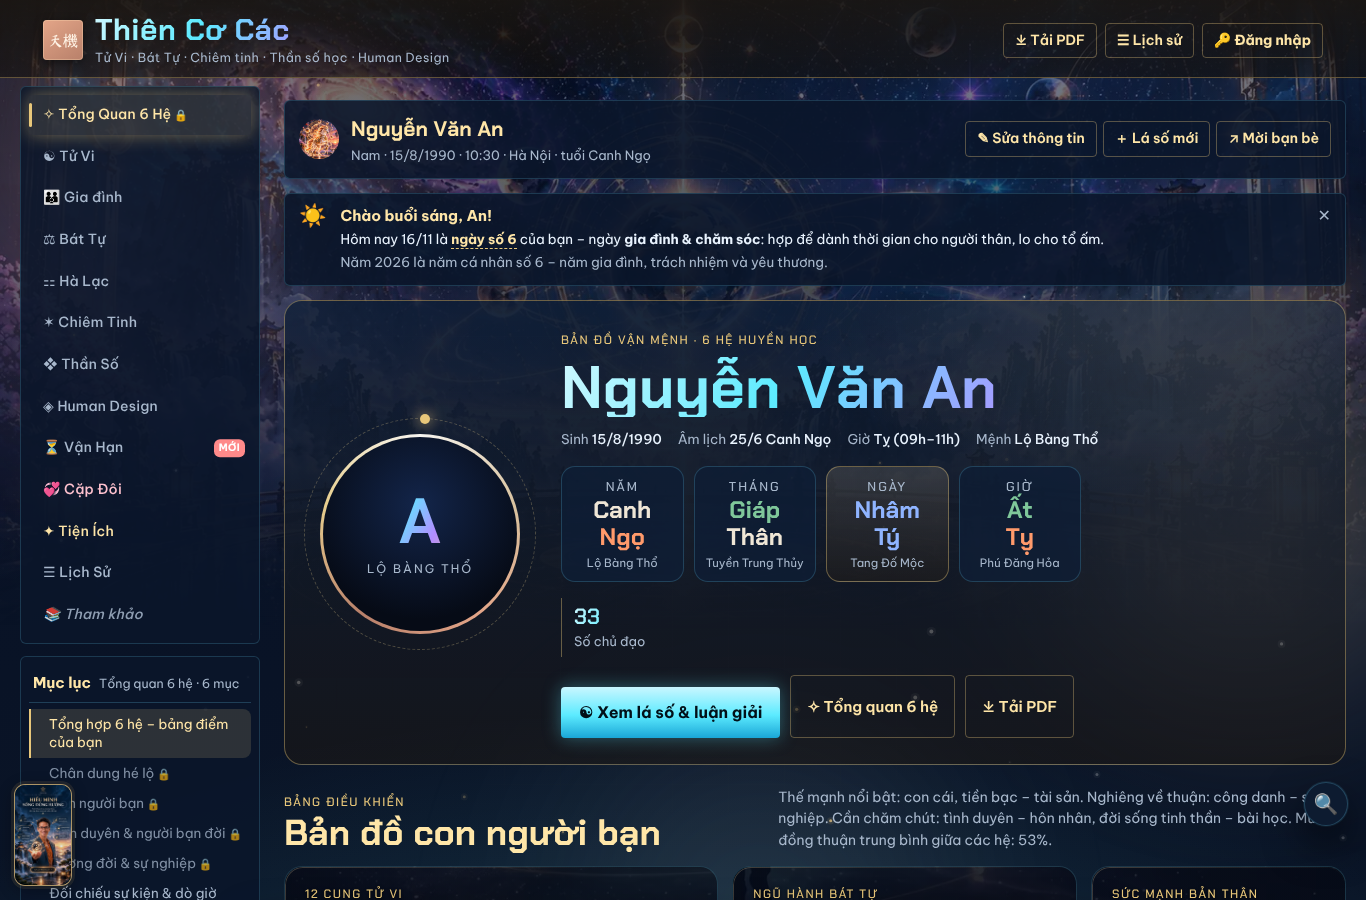 天機
Thiên Cơ Các
Tử Vi · Bát Tự · Chiêm tinh · Thần số học · Human Design
Tải PDF
Lịch sử
Đăng nhập
Tổng Quan 6 Hệ
Tử Vi
Gia đình
Bát Tự
Hà Lạc
Chiêm Tinh
Thần Số
Human Design
Vận Hạn MỚI
Cặp Đôi
Tiện Ích
Lịch Sử
Tham khảo
Mục lục Tổng quan 6 hệ · 6 mục
Tổng hợp 6 hệ – bảng điểm
của bạn
Chân dung hé lộ
người bạn
duyên & người bạn đời
đời & sự nghiệp
Đối chiếu sự kiện & dò giờ
HIỂU MÌNH
Nguyễn Văn An
Nam · 15/8/1990 · 10:30 · Hà Nội · tuổi Canh Ngọ
Sửa thông tin
+ Lá số mới
Mời bạn bè
Chào buổi sáng, An!
Hôm nay 16/11 là ngày số 6 của bạn – ngày gia đình & chăm sóc: hợp để dành thời gian cho người thân, lo cho tổ ấm.
Năm 2026 là năm cá nhân số 6 – năm gia đình, trách nhiệm và yêu thương.
A
LỘ BÀNG THỔ
BẢN ĐỒ VẬN MỆNH · 6 HỆ HUYỀN HỌC
Nguyễn Văn An
Sinh 15/8/1990 Âm lịch 25/6 Canh Ngọ Giờ Tỵ (09h–11h) Mệnh Lộ Bàng Thổ
NĂM
Canh
Ngọ
Lộ Bàng Thổ
THÁNG
Giáp
Thân
Tuyền Trung Thủy
NGÀY
Nhâm
Tý
Tang Đố Mộc
GIỜ
Ất
Tỵ
Phú Đăng Hỏa
33
Số chủ đạo
Xem lá số & luận giải
Tổng quan 6 hệ
Tải PDF
BẢNG ĐIỀU KHIỂN
Bản đồ con người bạn
Thế mạnh nổi bật: con cái, tiền bạc – tài sản. Nghiêng về thuận: công danh –
nghiệp. Cần chăm chút: tình duyên – hôn nhân, đời sống tinh thần – bài học.
đồng thuận trung bình giữa các hệ: 53%.
12 CUNG TỬ VI
NGŨ HÀNH BÁT TỰ
SỨC MẠNH BẢN THÂN